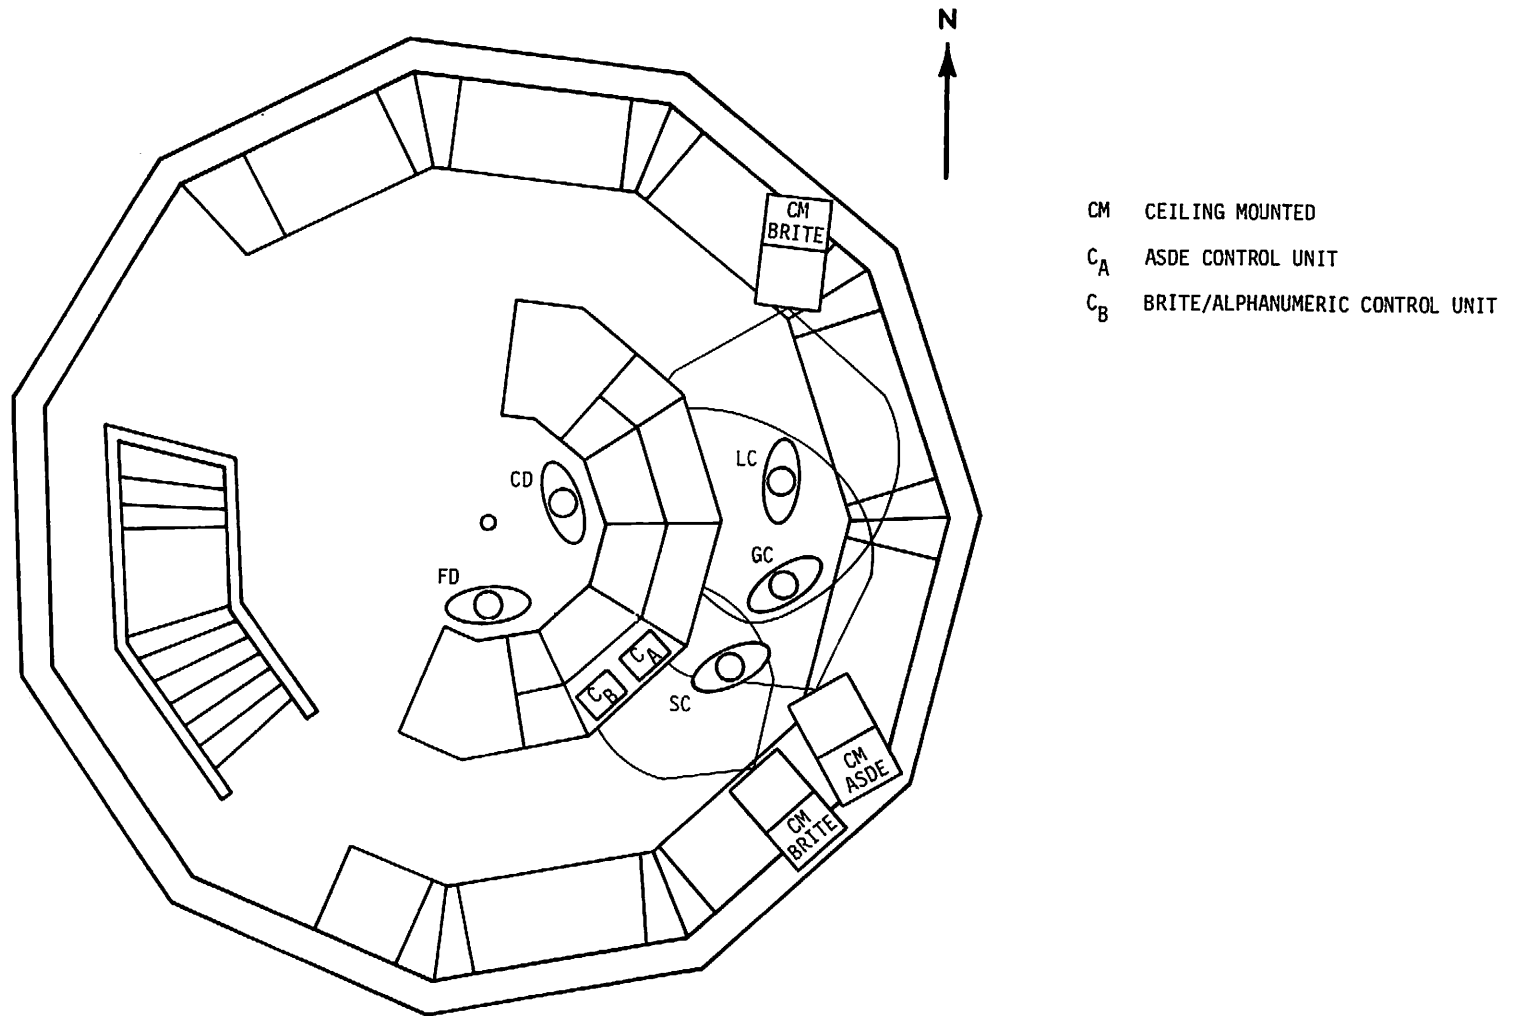 N
CM
BRITE
CM CEILING MOUNTED
CA ASDE CONTROL UNIT
CB BRITE/ALPHANUMERIC CONTROL UNIT
LC
CD
GC
FD
CA
CB
SC
CM
ASDE
CM
BRITE